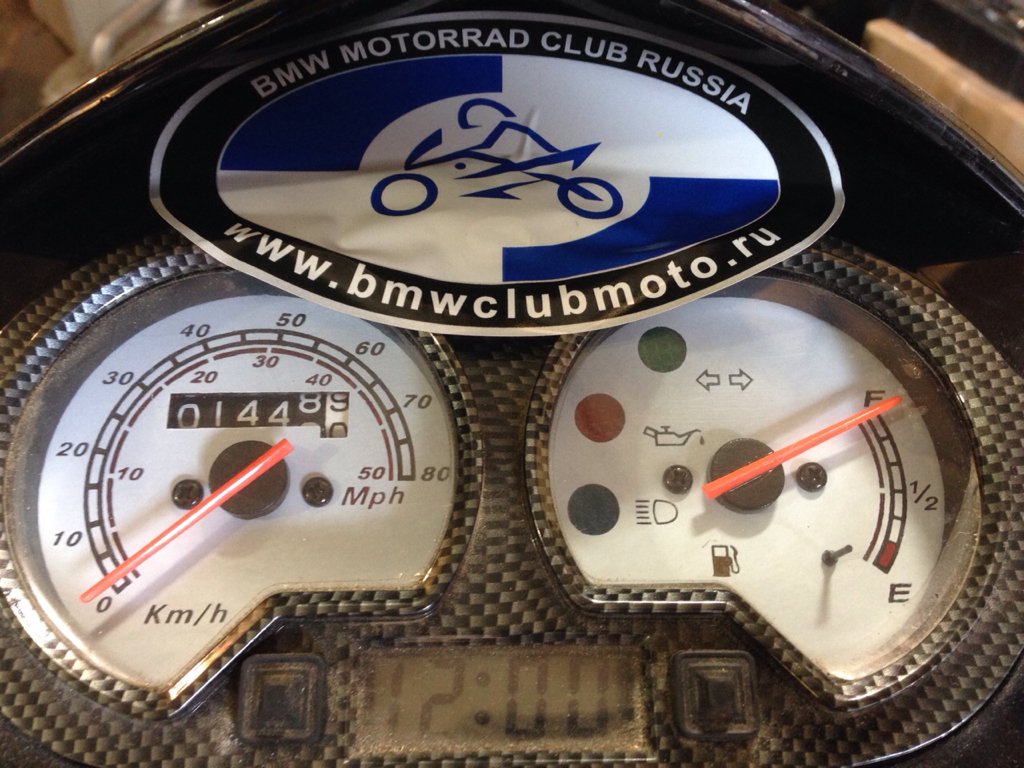 BMW MOTORRAD CLUB RUSSIA
www.bmwclubmoto.ru
0 10 20 30 40 50 60 70 80
10 20 30 40 50
0144
Mph
Km/h
F
1/2
E
12:00